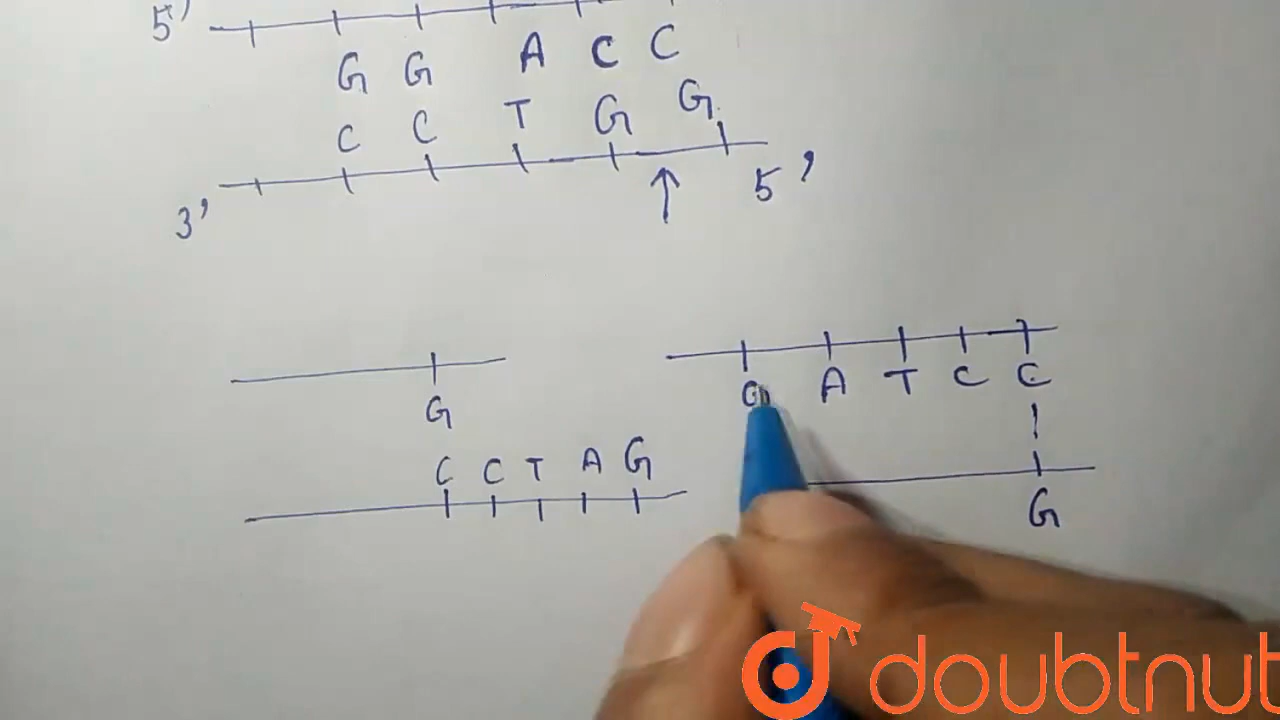 5'
G G A C C
C C T G G
3' 5'
G G A T C C
C C T A G G
doubtnut